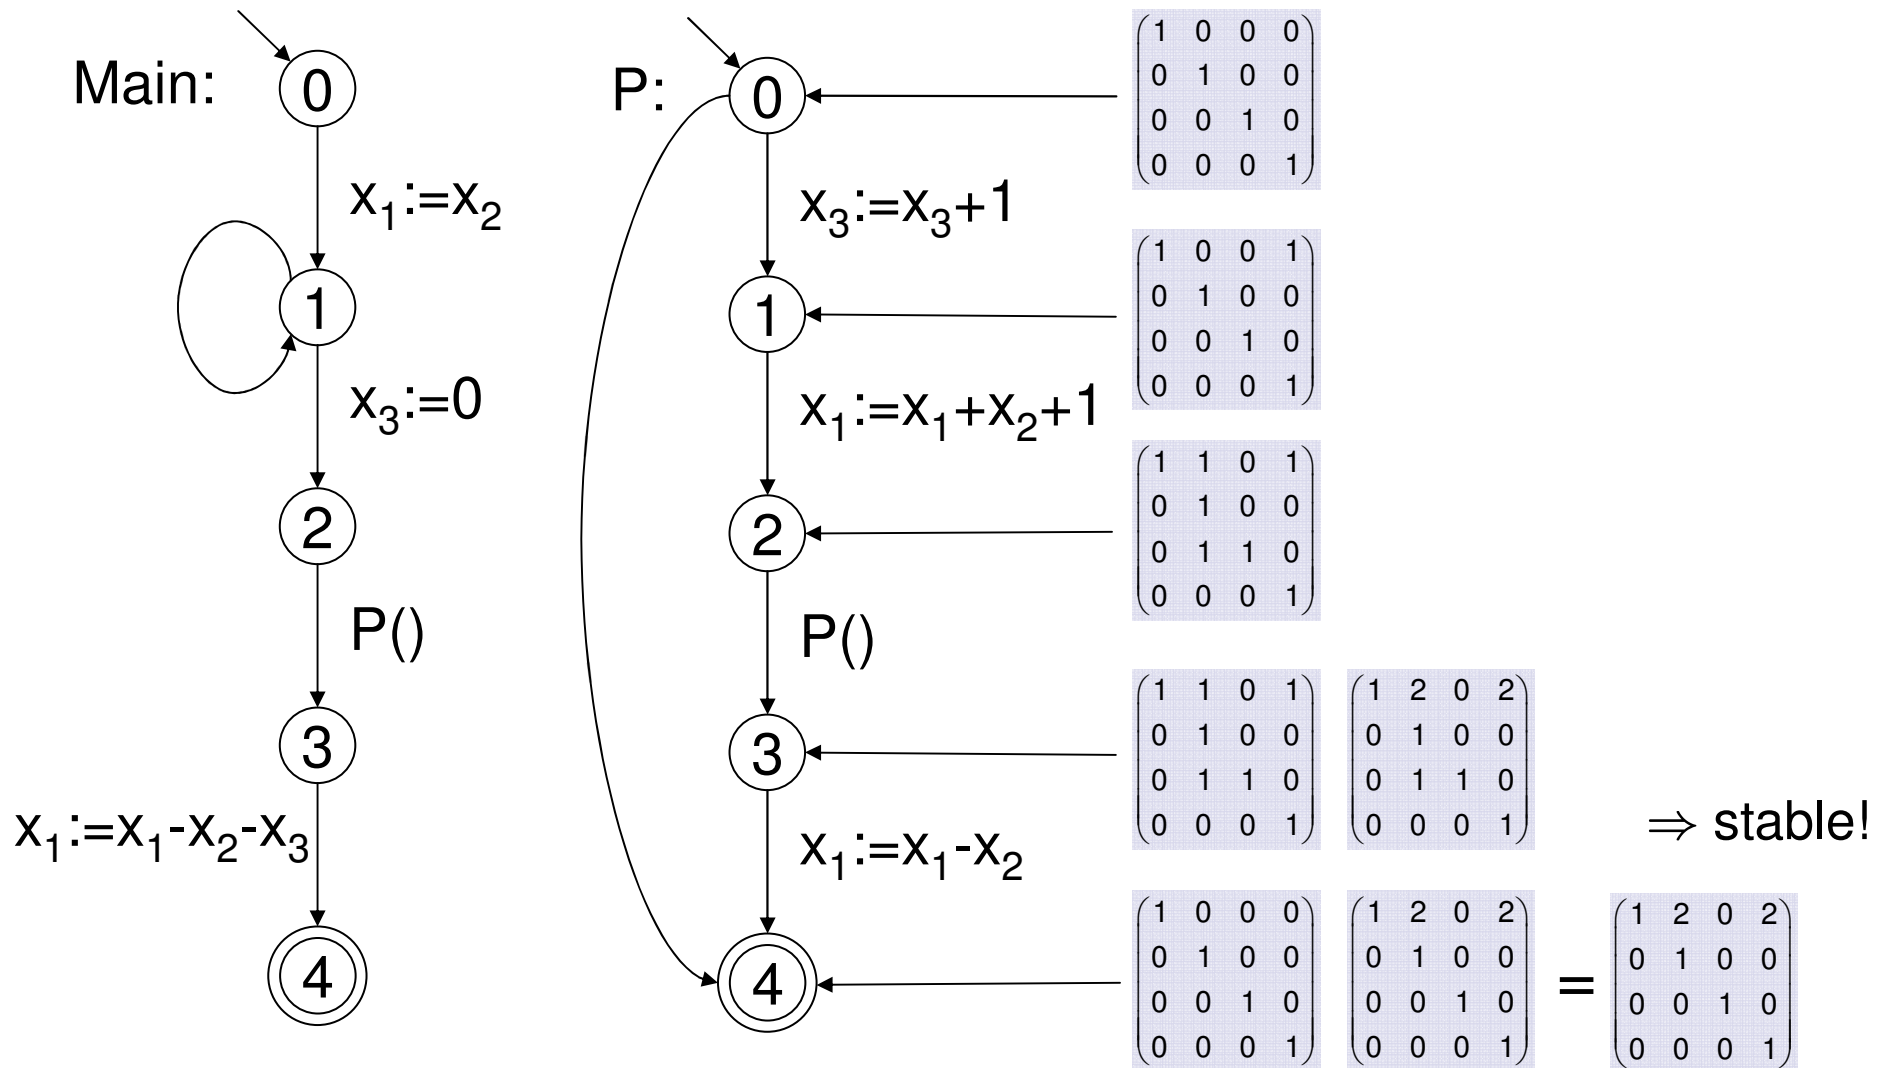 Main:
0
x₁:=x₂
1
x₃:=0
2
P()
3
x₁:=x₁-x₂-x₃
4
P:
0
x₃:=x₃+1
1
x₁:=x₁+x₂+1
2
P()
3
x₁:=x₁-x₂
4
1 0 0 0
0 1 0 0
0 0 1 0
0 0 0 1
1 0 0 1
0 1 0 0
0 0 1 0
0 0 0 1
1 1 0 1
0 1 0 0
0 1 1 0
0 0 0 1
1 1 0 1
0 1 0 0
0 1 1 0
0 0 0 1
1 2 0 2
0 1 0 0
0 1 1 0
0 0 0 1
⇒ stable!
1 0 0 0
0 1 0 0
0 0 1 0
0 0 0 1
1 2 0 2
0 1 0 0
0 0 1 0
0 0 0 1
=
1 2 0 2
0 1 0 0
0 0 1 0
0 0 0 1